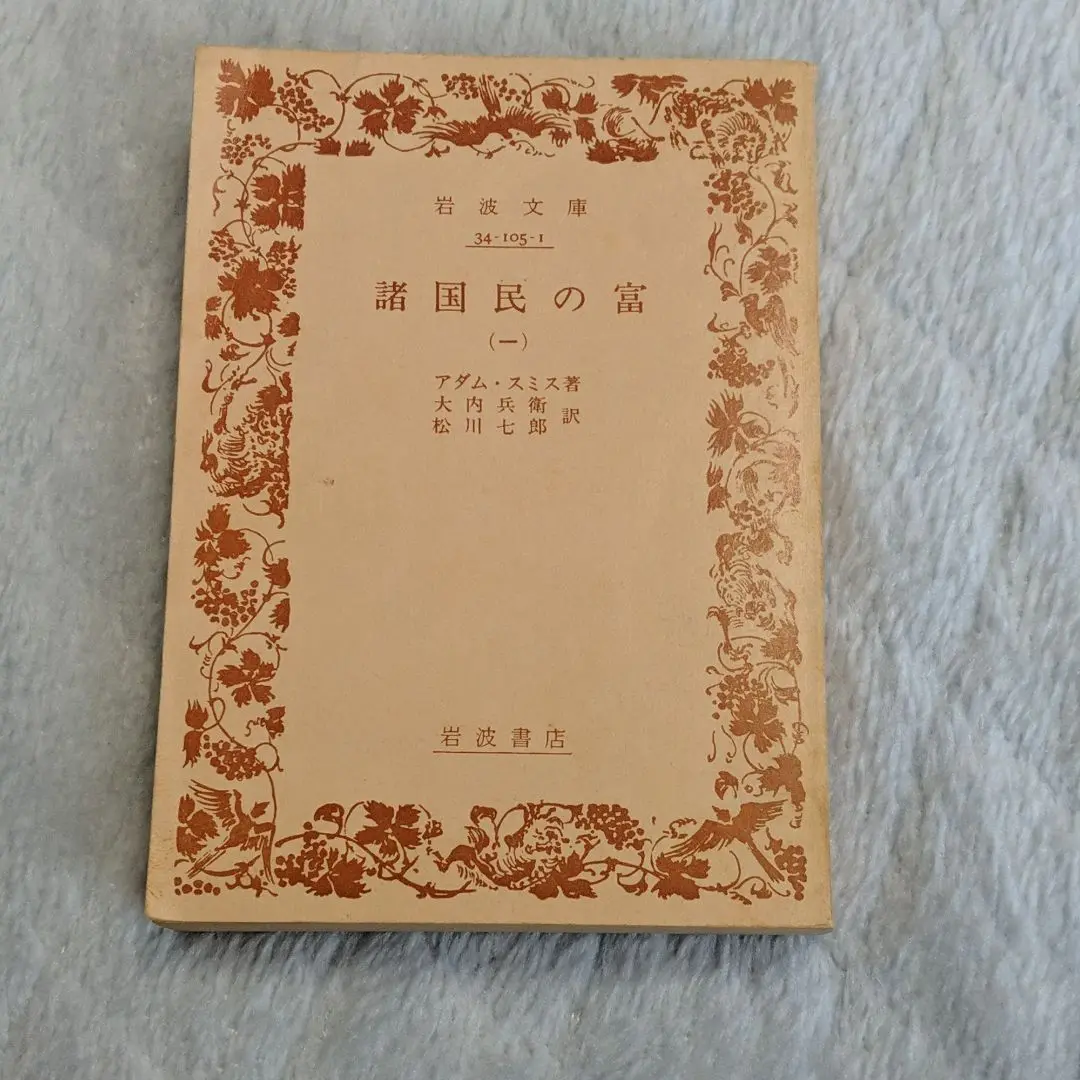 岩波文庫
34-105-1
諸国民の富
(一)
アダム・スミス著
大内兵衛
松川七郎 訳
岩波書店